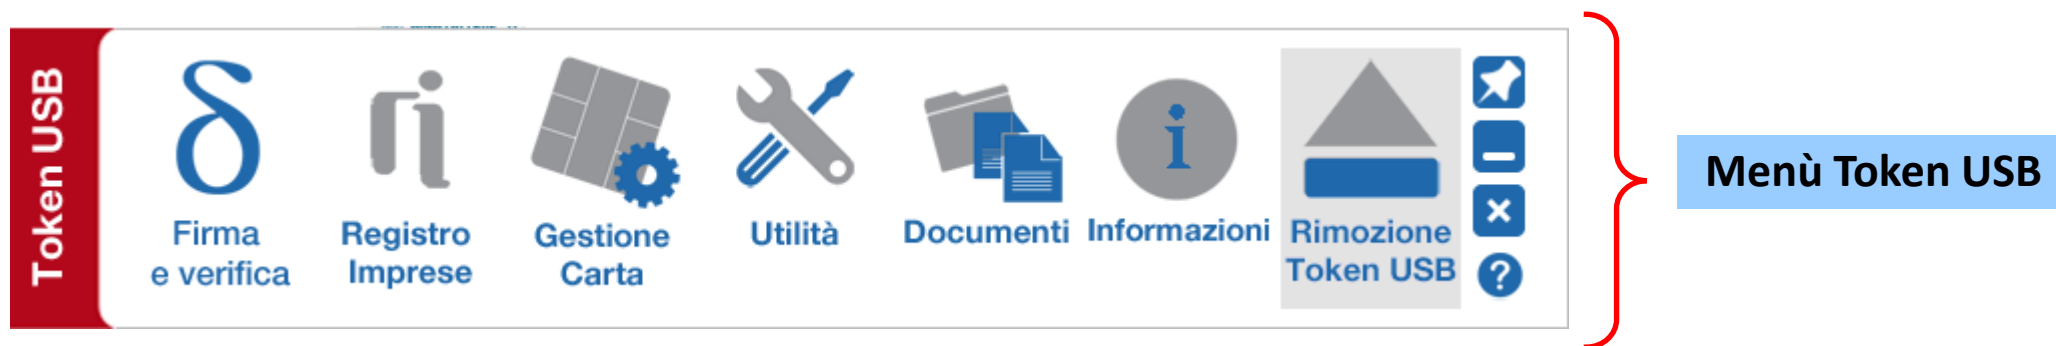 Token USB
Firma
e verifica
Registro
Imprese
Gestione
Carta
Utilità
Documenti
Informazioni
Rimozione
Token USB
Menù Token USB